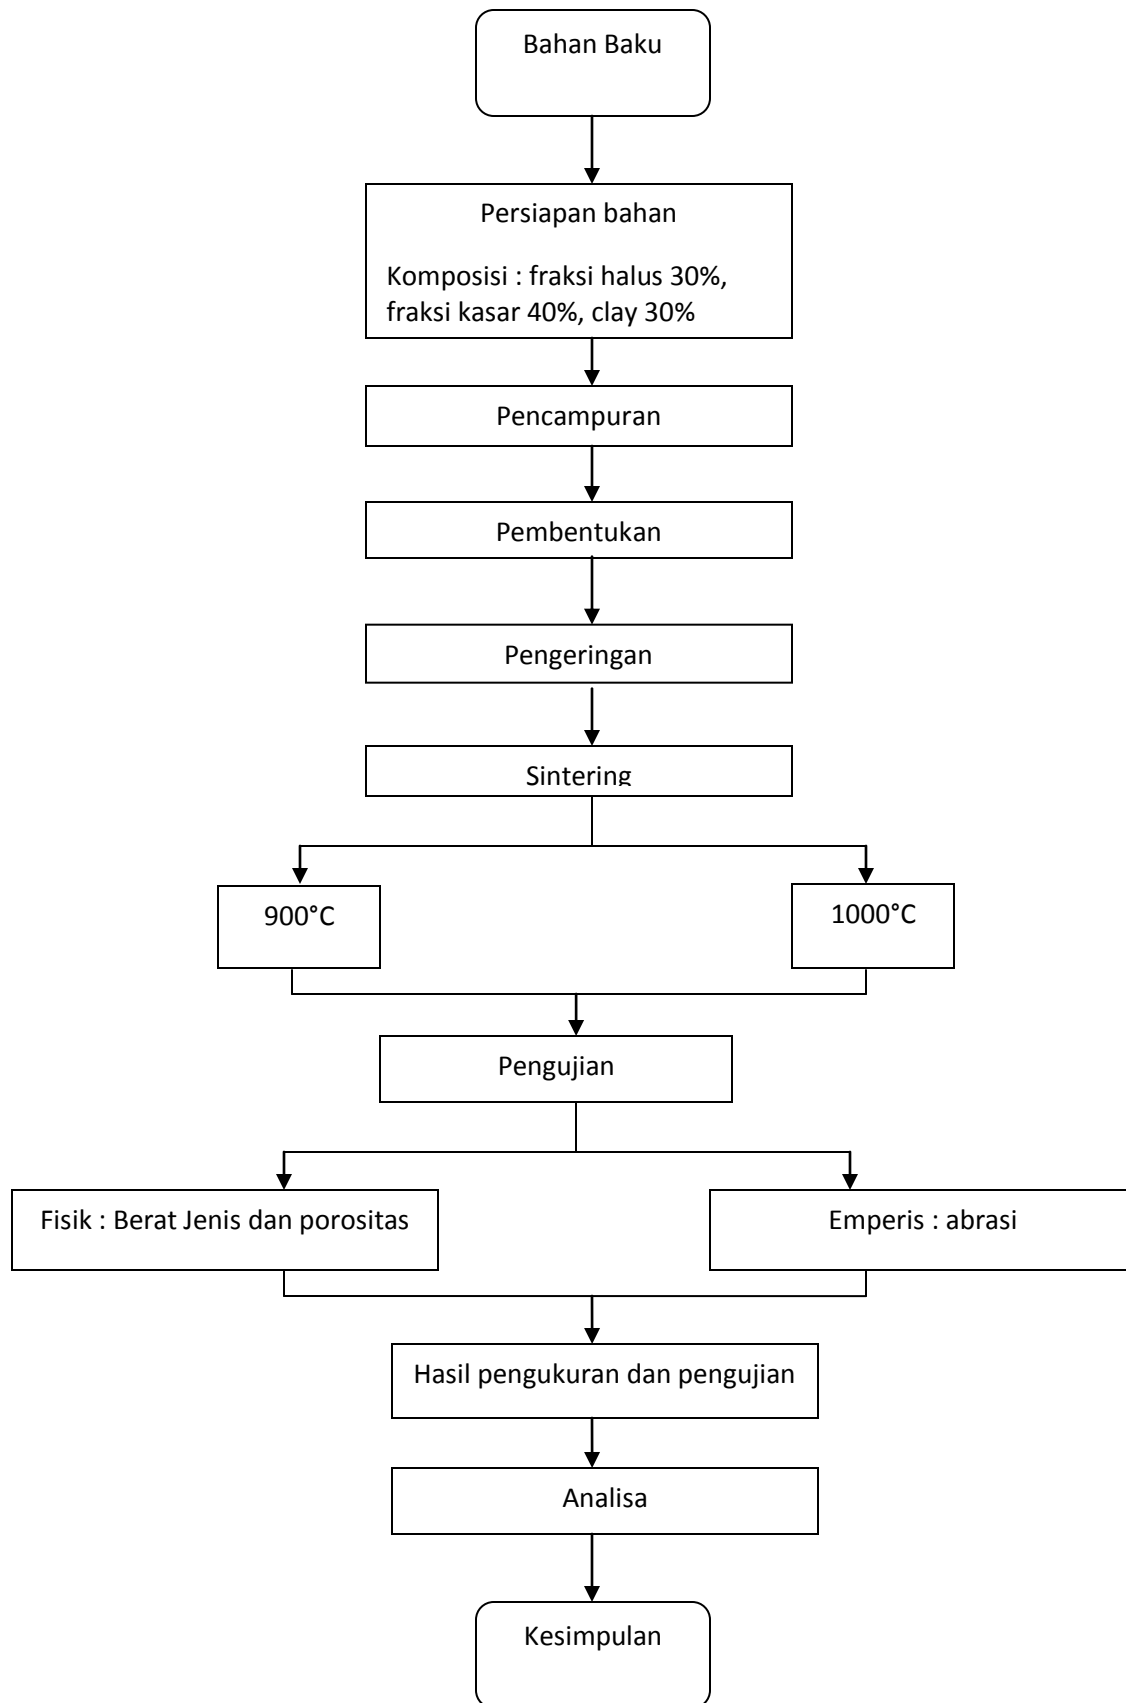 Bahan Baku
Persiapan bahan
Komposisi : fraksi halus 30%,
fraksi kasar 40%, clay 30%
Pencampuran
Pembentukan
Pengeringan
Sintering
900°C
1000°C
Pengujian
Fisik : Berat Jenis dan porositas
Emperis : abrasi
Hasil pengukuran dan pengujian
Analisa
Kesimpulan